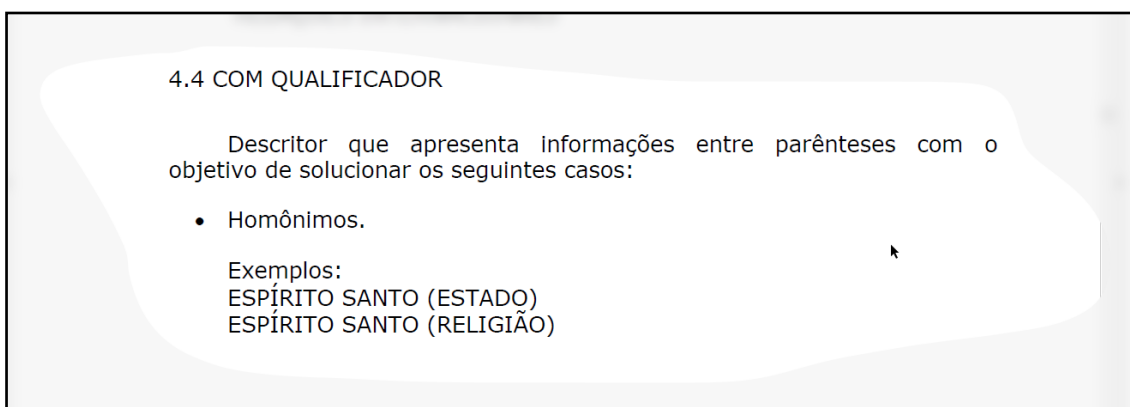 4.4 COM QUALIFICADOR
Descritor que apresenta informações entre parênteses com o
objetivo de solucionar os seguintes casos:
• Homônimos.
Exemplos:
ESPÍRITO SANTO (ESTADO)
ESPÍRITO SANTO (RELIGIÃO)